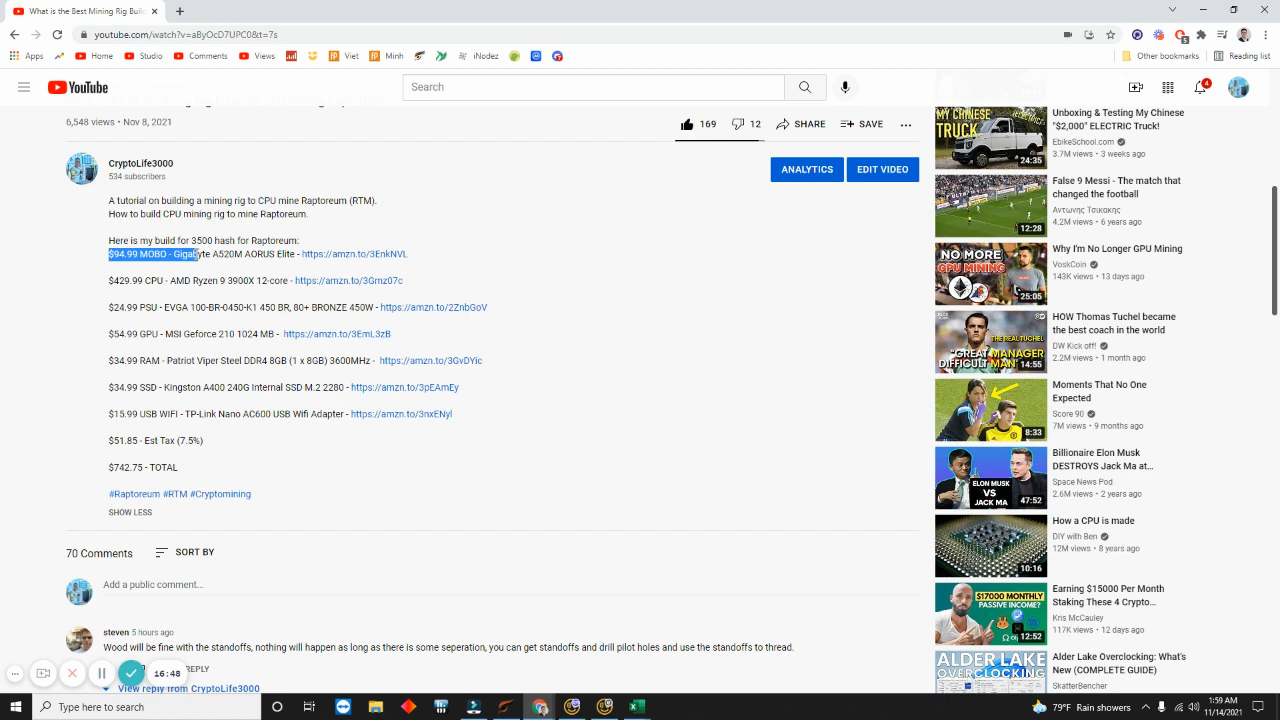 What is the Best Mining Rig Buil
youtube.com/watch?v=aByOcD7UPC0&t=7s
Apps
Home
Studio
Comments
Views
Viet
Minh
iNodez
Other bookmarks
Reading list
5
YouTube
Search
4
6,548 views • Nov 8, 2021
169
12
SHARE
SAVE
CryptoLife3000
534 subscribers
ANALYTICS
EDIT VIDEO
A tutorial on building a mining rig to CPU mine Raptoreum (RTM).
How to build CPU mining rig to mine Raptoreum.
Here is my build for 3500 hash for Raptoreum:
$94.99 MOBO - Gigabyte A520M AORUS Elite - https://amzn.to/3EnkNVL
$429.99 CPU - AMD Ryzen 9 3900X 12-core - https://amzn.to/3Gmz07c
$24.99 PSU - EVGA 100-BR-0450-K1 450 BR 80+ BRONZE 450W - https://amzn.to/2ZnbGoV
$54.99 GPU - MSI Geforce 210 1024 MB - https://amzn.to/3EmL3zB
$34.99 RAM - Patriot Viper Steel DDR4 8GB (1 x 8GB) 3600MHz - https://amzn.to/3GvDYic
$34.99 SSD - Kingston A400 240G Internal SSD M.2 2280 - https://amzn.to/3pEAmEy
$15.99 USB WIFI - TP-Link Nano AC600 USB Wifi Adapter - https://amzn.to/3nxENyl
$51.85 - Est Tax (7.5%)
$742.75 - TOTAL
#Raptoreum #RTM #Cryptomining
SHOW LESS
70 Comments
SORT BY
Add a public comment...
steven 5 hours ago
Wood will be fine with the standoffs, nothing will happen as long as there is some seperation, you can get standoffs and drill pilot holes and use the standoffs to thread.
REPLY
View reply from CryptoLife3000
16:48
MY CHINESE
TRUCK
24:35
Unboxing & Testing My Chinese
"$2,000" ELECTRIC Truck!
EbikeSchool.com
3.7M views • 3 weeks ago
12:28
False 9 Messi - The match that
changed the football
Αντωνης Τσικακης
4.2M views • 6 years ago
NO MORE
GPU MINING
25:05
Why I'm No Longer GPU Mining
VoskCoin
143K views • 13 days ago
THE REAL TUCHEL
"GREAT MANAGER
DIFFICULT MAN"
14:55
HOW Thomas Tuchel became
the best coach in the world
DW Kick off!
2.2M views • 1 month ago
8:33
Moments That No One
Expected
Score 90
7M views • 9 months ago
ELON MUSK
VS
JACK MA
47:52
Billionaire Elon Musk
DESTROYS Jack Ma at...
Space News Pod
2.6M views • 2 years ago
10:16
How a CPU is made
DIY with Ben
12M views • 8 years ago
$17000 MONTHLY
PASSIVE INCOME?
12:52
Earning $15000 Per Month
Staking These 4 Crypto...
Kris McCauley
117K views • 12 days ago
ALDER LAKE
OVERCLOCKING
Alder Lake Overclocking: What's
New (COMPLETE GUIDE)
SkatterBencher
Type here to search
79°F Rain showers
1:59 AM
11/14/2021